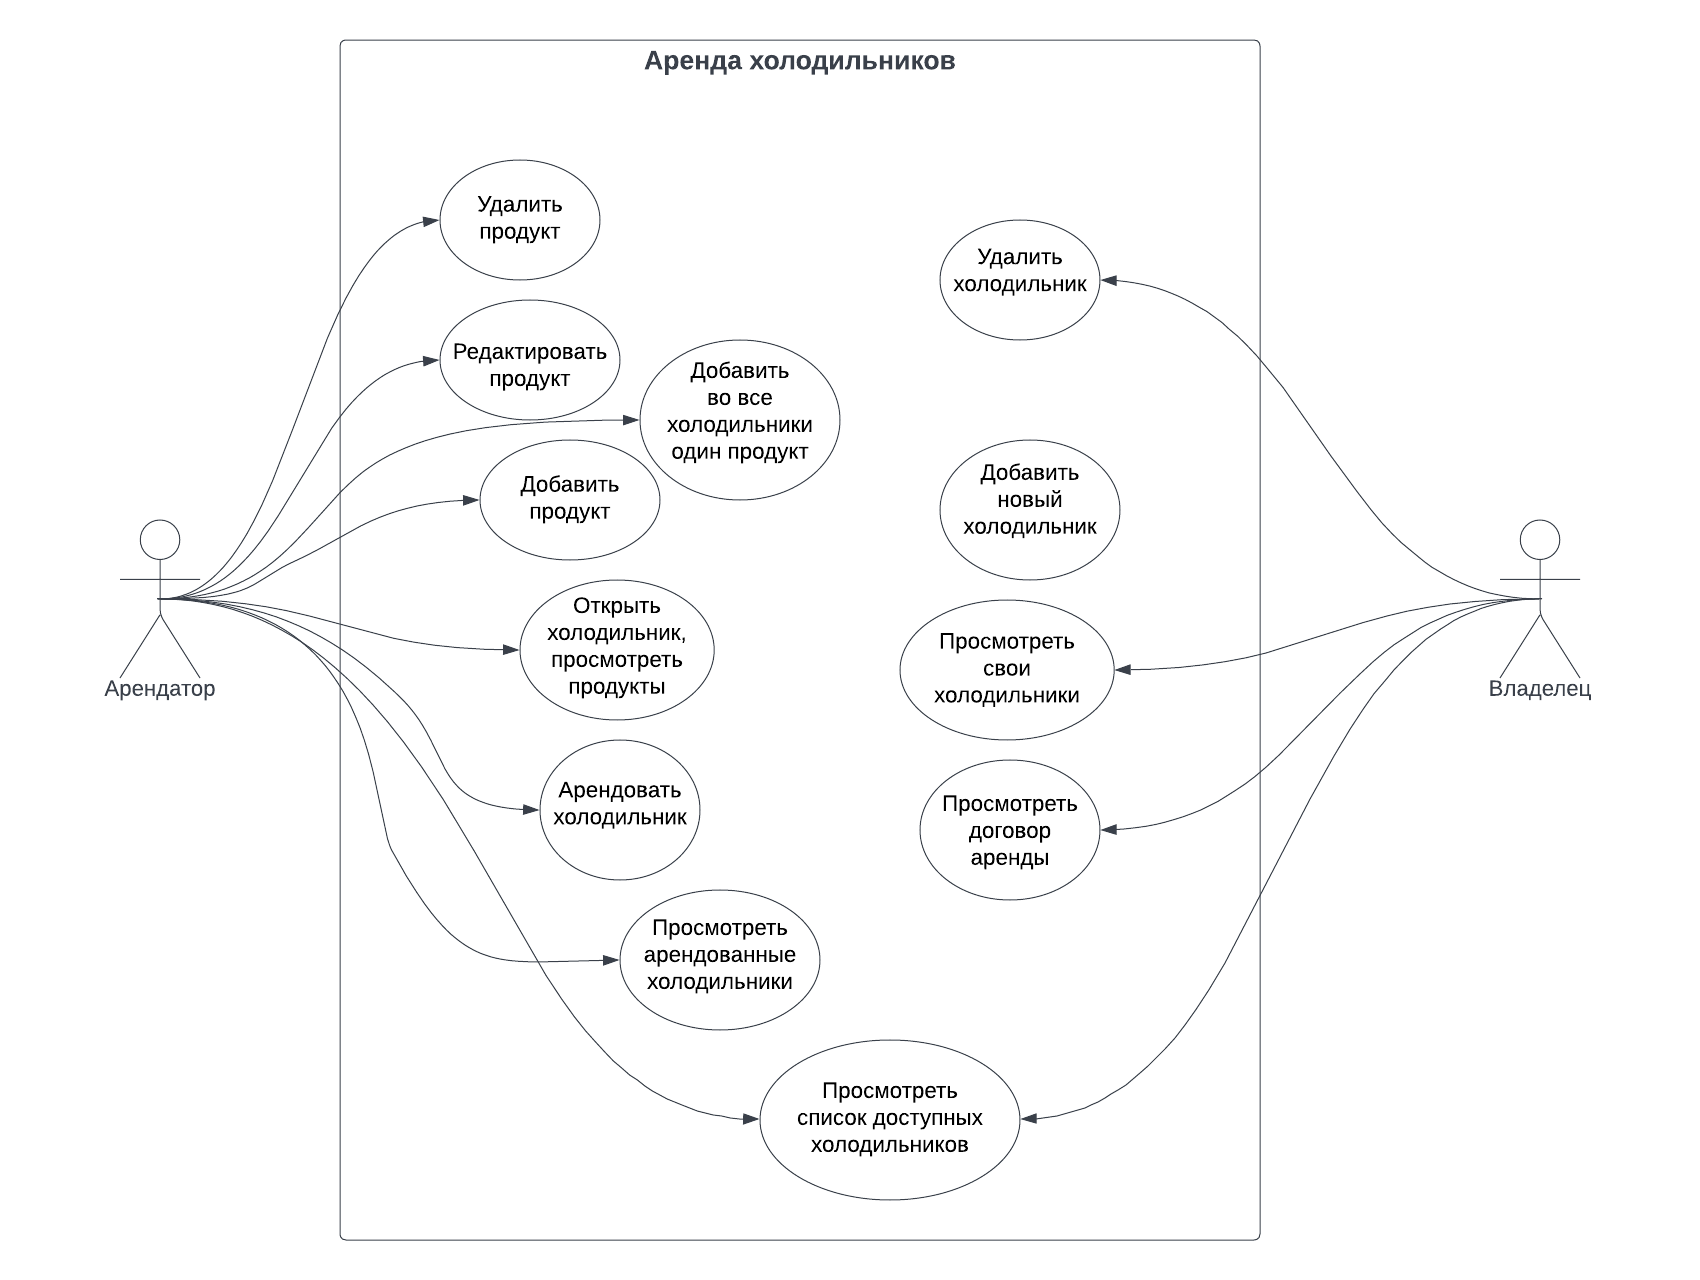 Аренда холодильников
Удалить
продукт
Удалить
холодильник
Редактировать
продукт
Добавить
во все
холодильники
один продукт
Добавить
продукт
Добавить
новый
холодильник
Открыть
холодильник,
просмотреть
продукты
Просмотреть
свои
холодильники
Арендатор
Владелец
Арендовать
холодильник
Просмотреть
договор
аренды
Просмотреть
арендованные
холодильники
Просмотреть
список доступных
холодильников